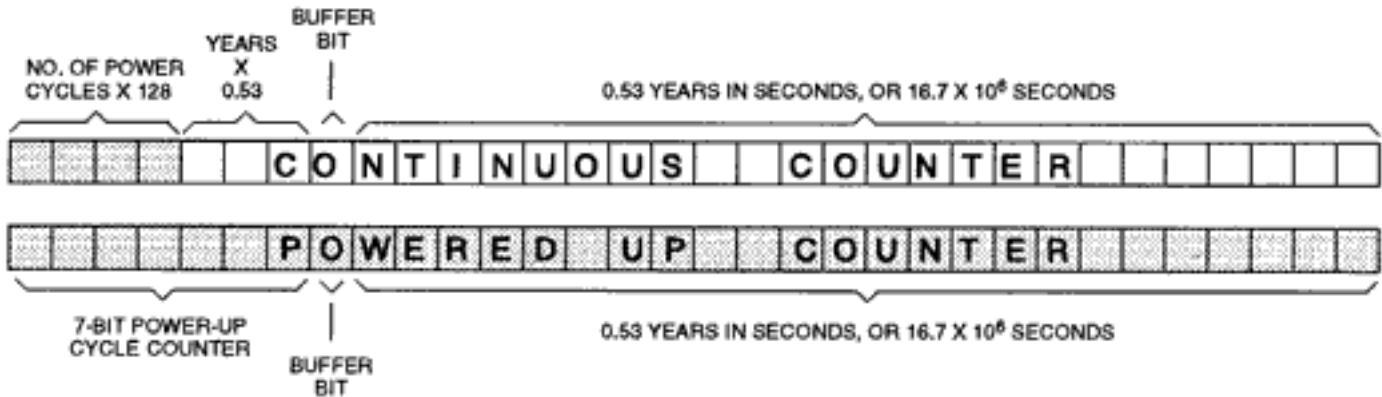 BUFFER
BIT
YEARS
X
0.53
NO. OF POWER
CYCLES X 128
0.53 YEARS IN SECONDS, OR 16.7 X 10⁶ SECONDS
CONTINUOUS COUNTER
POWERED UP COUNTER
7-BIT POWER-UP
CYCLE COUNTER
BUFFER
BIT
0.53 YEARS IN SECONDS, OR 16.7 X 10⁶ SECONDS